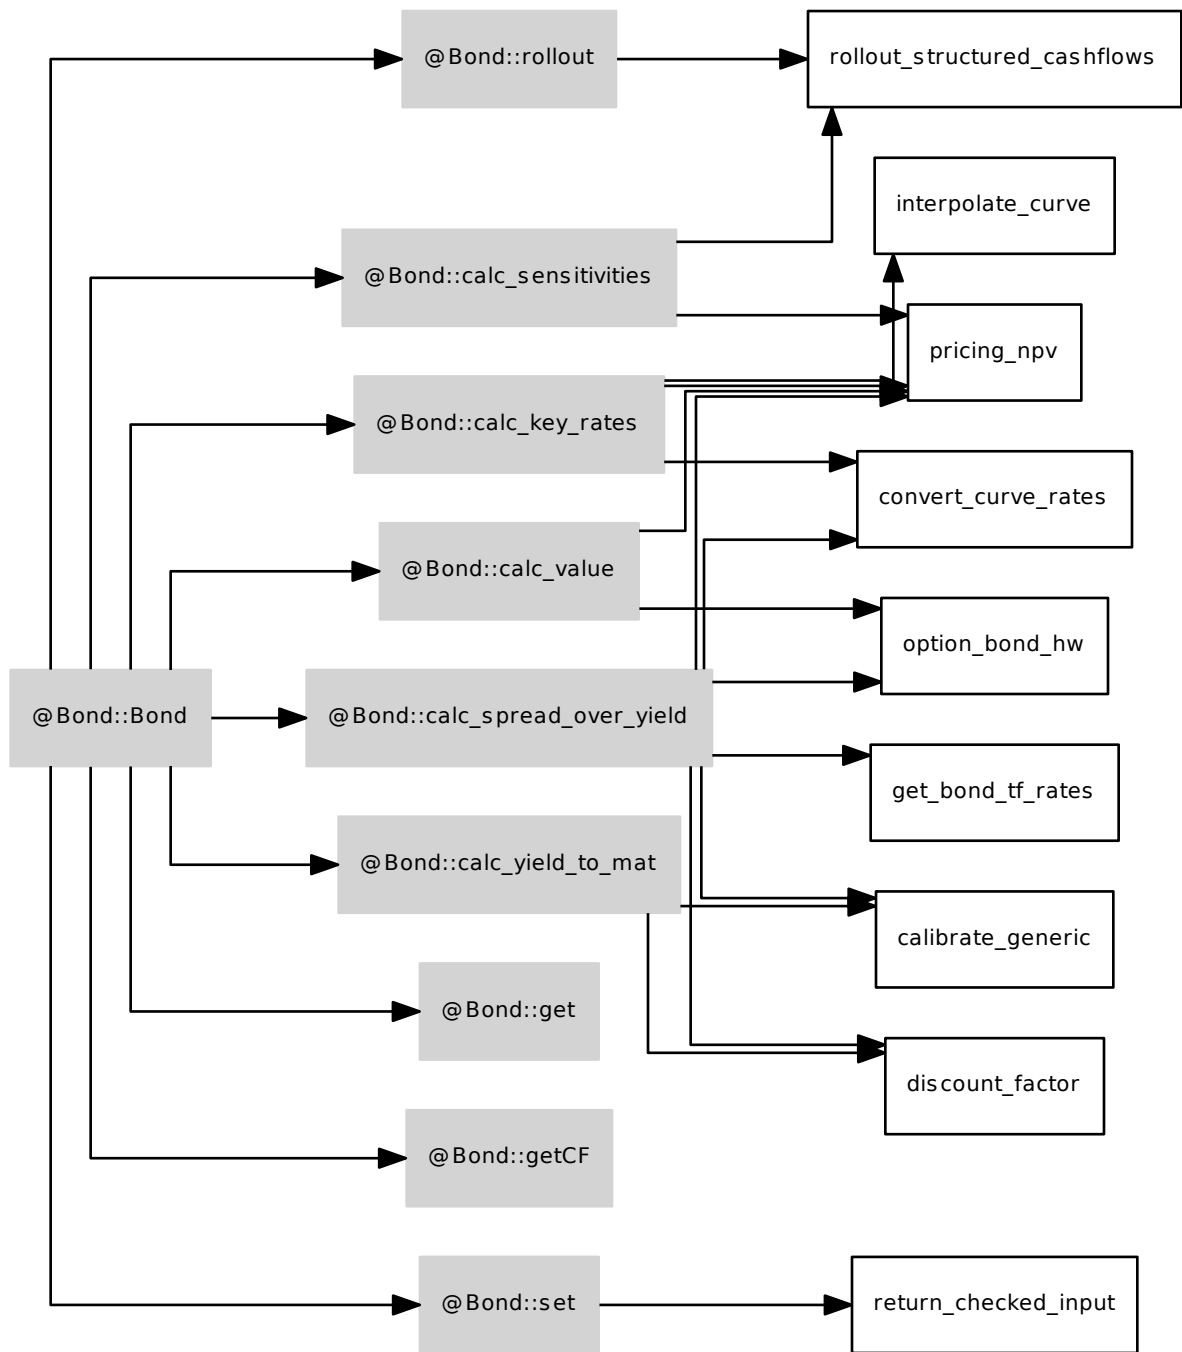 @Bond::rollout
rollout_structured_cashflows
interpolate_curve
@Bond::calc_sensitivities
pricing_npv
@Bond::calc_key_rates
convert_curve_rates
@Bond::calc_value
option_bond_hw
@Bond::Bond
@Bond::calc_spread_over_yield
get_bond_tf_rates
@Bond::calc_yield_to_mat
calibrate_generic
@Bond::get
discount_factor
@Bond::getCF
@Bond::set
return_checked_input